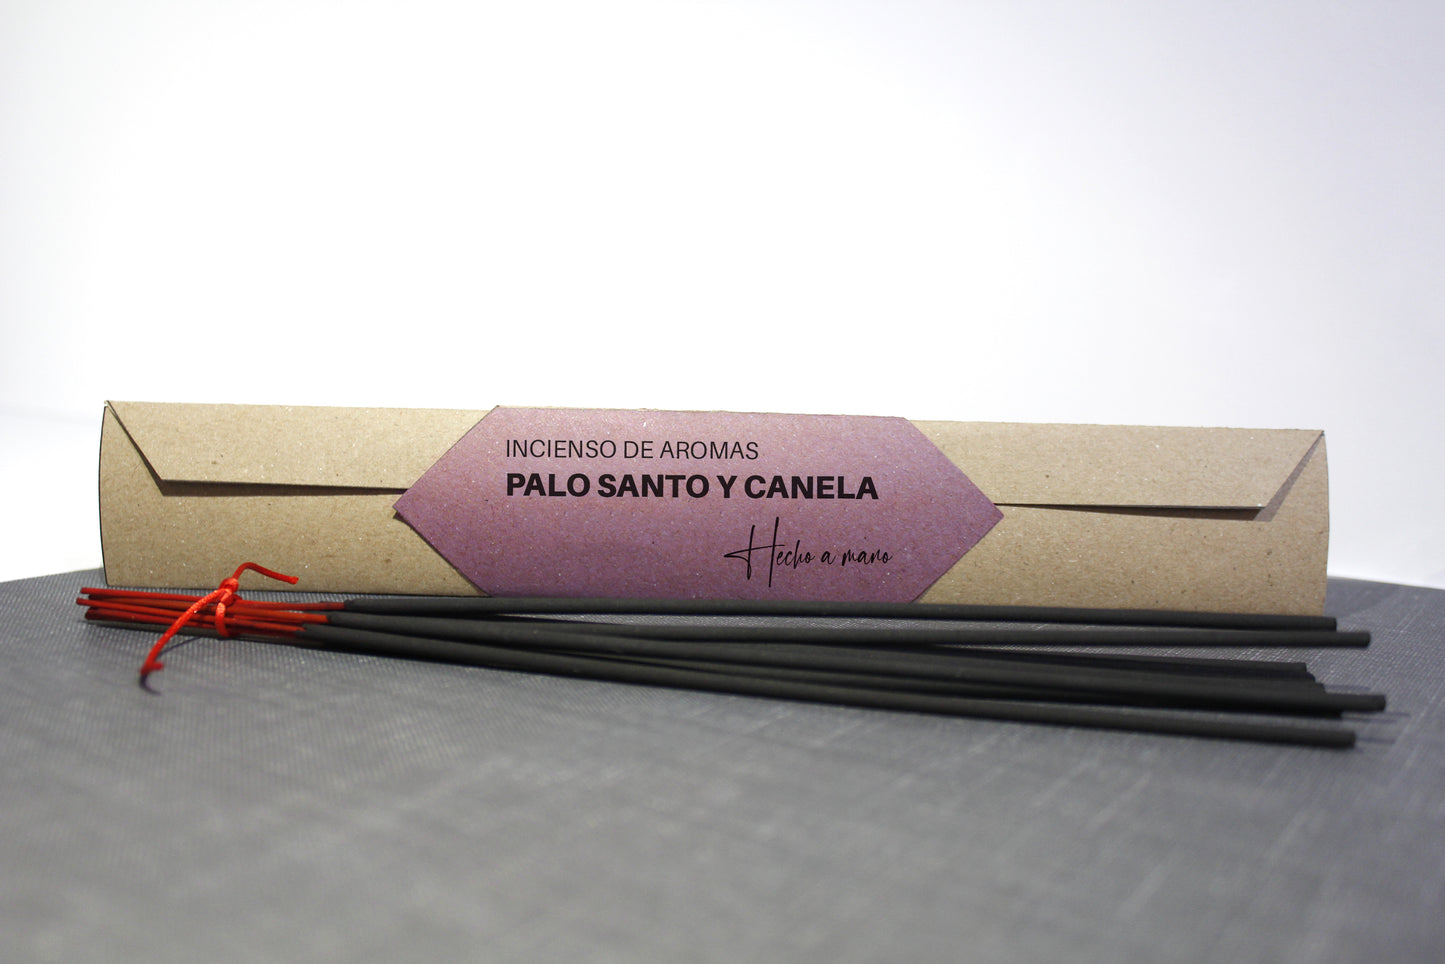 INCIENSO DE AROMAS
PALO SANTO Y CANELA
Hecho a mano